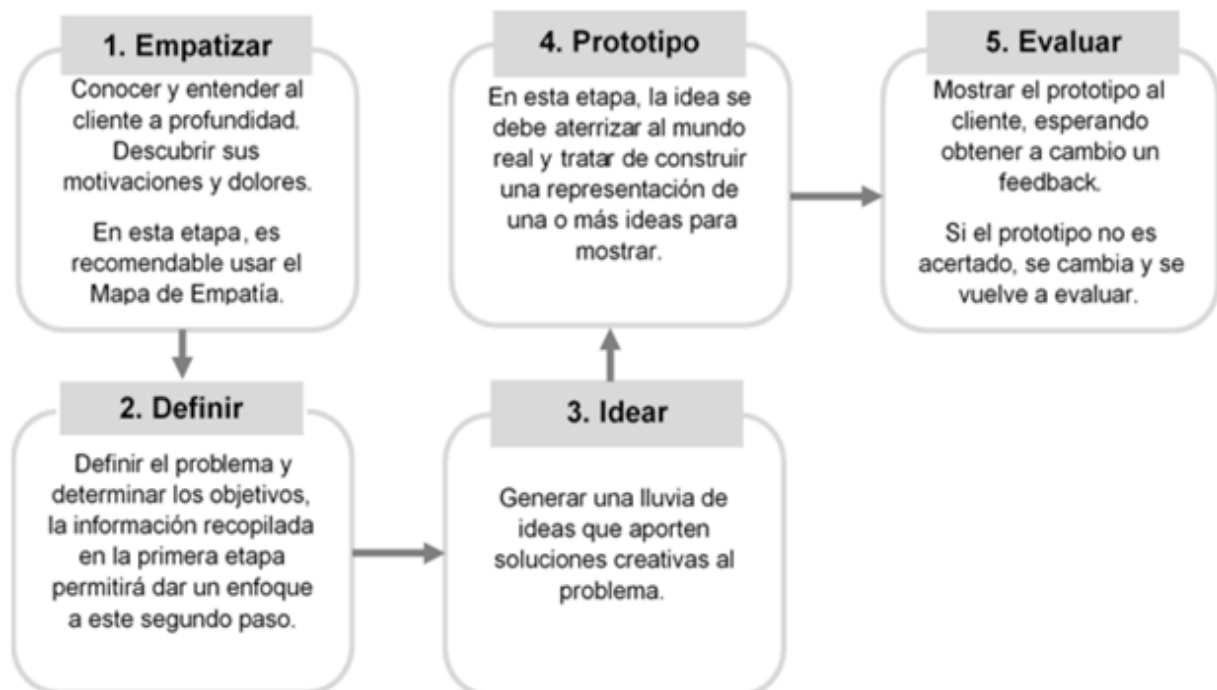 1. Empatizar
Conocer y entender al
cliente a profundidad.
Descubrir sus
motivaciones y dolores.
En esta etapa, es
recomendable usar el
Mapa de Empatía.
2. Definir
Definir el problema y
determinar los objetivos,
la información recopilada
en la primera etapa
permitirá dar un enfoque
a este segundo paso.
3. Idear
Generar una lluvia de
ideas que aporten
soluciones creativas al
problema.
4. Prototipo
En esta etapa, la idea se
debe aterrizar al mundo
real y tratar de construir
una representación de
una o más ideas para
mostrar.
5. Evaluar
Mostrar el prototipo al
cliente, esperando
obtener a cambio un
feedback.
Si el prototipo no es
acertado, se cambia y se
vuelve a evaluar.